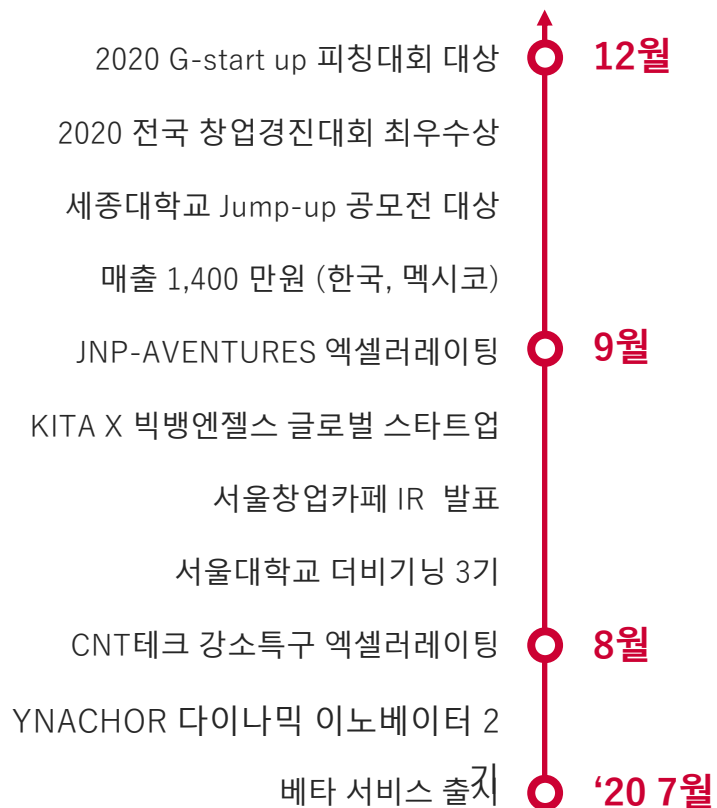 2020 G-start up 피칭대회 대상
12월
2020 전국 창업경진대회 최우수상
세종대학교 Jump-up 공모전 대상
매출 1,400 만원 (한국, 멕시코)
JNP-AVENTURES 엑셀러레이팅
9월
KITA X 빅뱅엔젤스 글로벌 스타트업
서울창업카페 IR 발표
서울대학교 더비기닝 3기
CNT테크 강소특구 엑셀러레이팅
8월
YNACHOR 다이나믹 이노베이터 2
기
베타 서비스 출시
‘20 7월